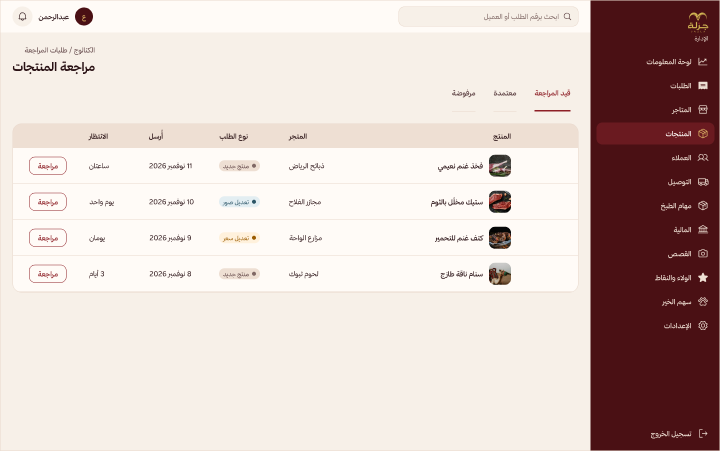 جزلة
الإدارة
لوحة المعلومات
الطلبات
المتاجر
المنتجات
العملاء
التوصيل
مهام الطبخ
المالية
القصص
الولاء والنقاط
سهم الخير
الإعدادات
تسجيل الخروج
ابحث برقم الطلب أو العميل
ع عبدالرحمن
الكتالوج / طلبات المراجعة
مراجعة المنتجات
قيد المراجعة معتمدة مرفوضة
المنتج المتجر نوع الطلب أُرسل الانتظار
فخذ غنم نعيمي ذبائح الرياض منتج جديد 11 نوفمبر 2026 ساعتان مراجعة
ستيك مخلّل بالثوم مجازر الفلاح تعديل صور 10 نوفمبر 2026 يوم واحد مراجعة
كتف غنم للتحمير مزارع الواحة تعديل سعر 9 نوفمبر 2026 يومان مراجعة
سنام ناقة طازج لحوم تبوك منتج جديد 8 نوفمبر 2026 3 أيام مراجعة